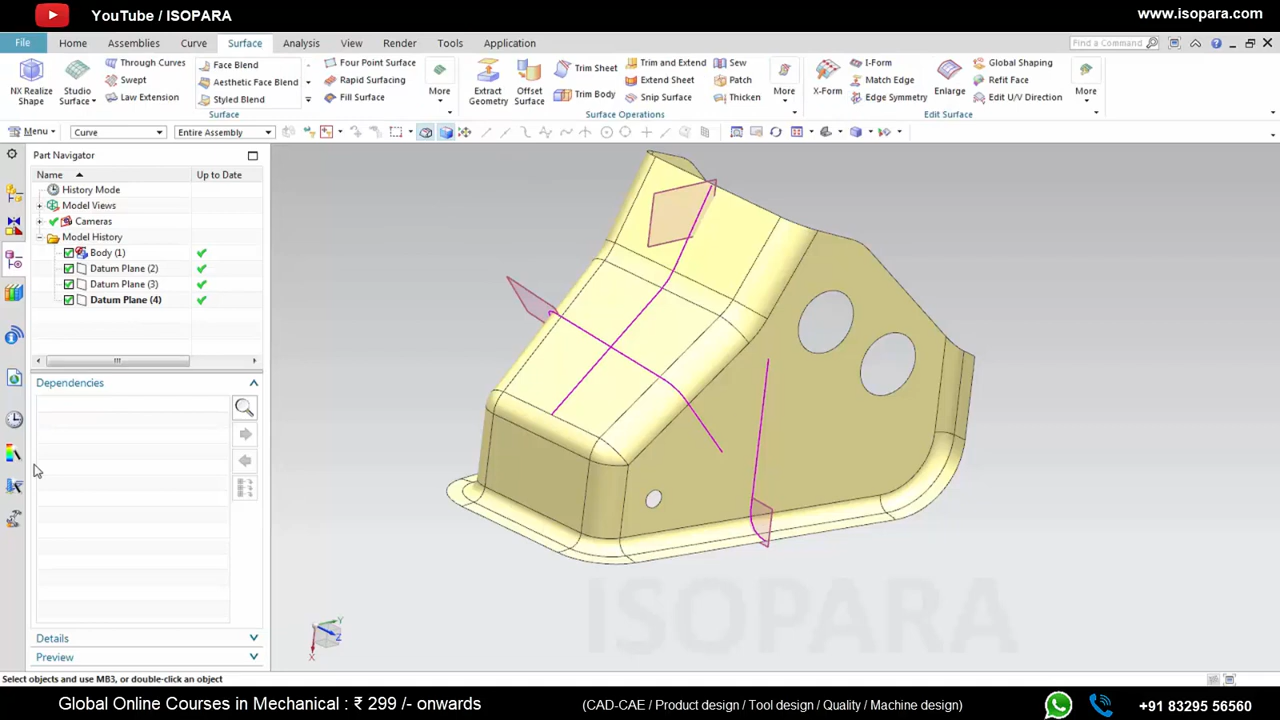 YouTube / ISOPARA
www.isopara.com
File Home Assemblies Curve Surface Analysis View Render Tools Application Find a Command
NX Realize Shape
Studio Surface
Through Curves
Swept
Law Extension
Face Blend
Aesthetic Face Blend
Styled Blend
Four Point Surface
Rapid Surfacing
Fill Surface
More
Surface
Extract Geometry
Offset Surface
Trim Sheet
Trim Body
Trim and Extend
Extend Sheet
Snip Surface
Sew
Patch
Thicken
More
Surface Operations
X-Form
I-Form
Match Edge
Edge Symmetry
Enlarge
Global Shaping
Refit Face
Edit U/V Direction
More
Edit Surface
Menu Curve Entire Assembly
Part Navigator
Name Up to Date
History Mode
Model Views
Cameras
Model History
Body (1)
Datum Plane (2)
Datum Plane (3)
Datum Plane (4)
Dependencies
Details
Preview
Y
Z
X
ISOPARA
Select objects and use MB3, or double-click an object
Global Online Courses in Mechanical : ₹ 299 /- onwards
(CAD-CAE / Product design / Tool design / Quality / Machine design)
+91 83295 56560